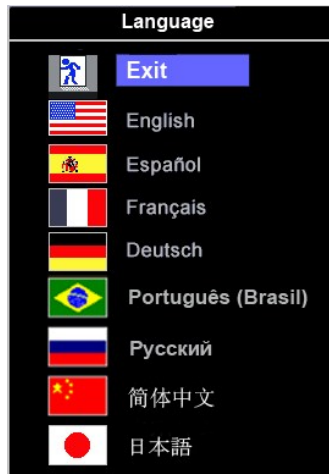 Language
Exit
English
Español
Français
Deutsch
Português (Brasil)
Русский
简体中文
日本語